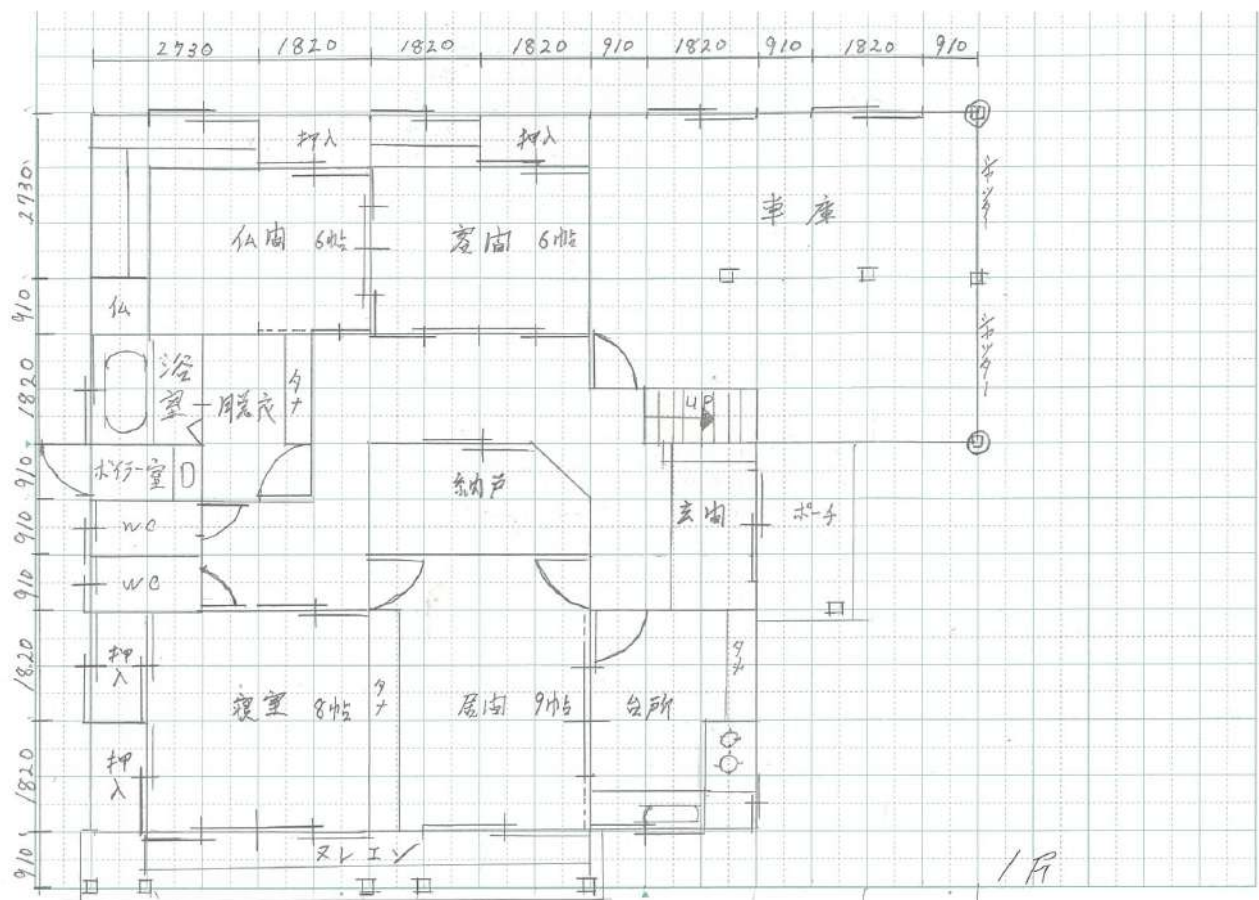 2730 1820 1820 1820 910 1820 910 1820 910
押入 押入
2730
車庫
シャッター
仏間 6帖 客間 6帖
910
仏
シャッター
1820
浴室 脱衣 タナ
UP
910
ボイラー室 納戸
玄関 ポーチ
910
WC
910
WC
1820
押入
タナ
寝室 8帖 タナ 居間 9帖 台所
1820
押入
910
ヌレエン
1階